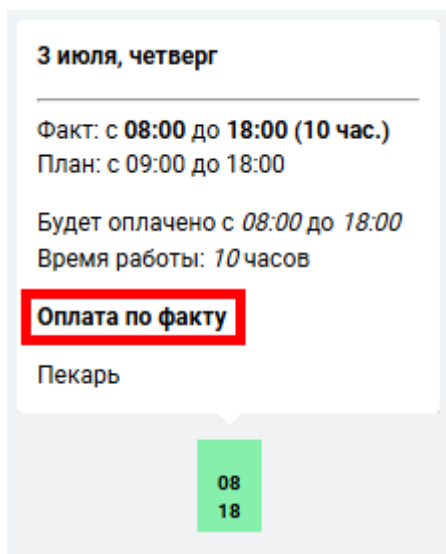 3 июля, четверг
Факт: с 08:00 до 18:00 (10 час.)
План: с 09:00 до 18:00
Будет оплачено с 08:00 до 18:00
Время работы: 10 часов
Оплата по факту
Пекарь
08
18